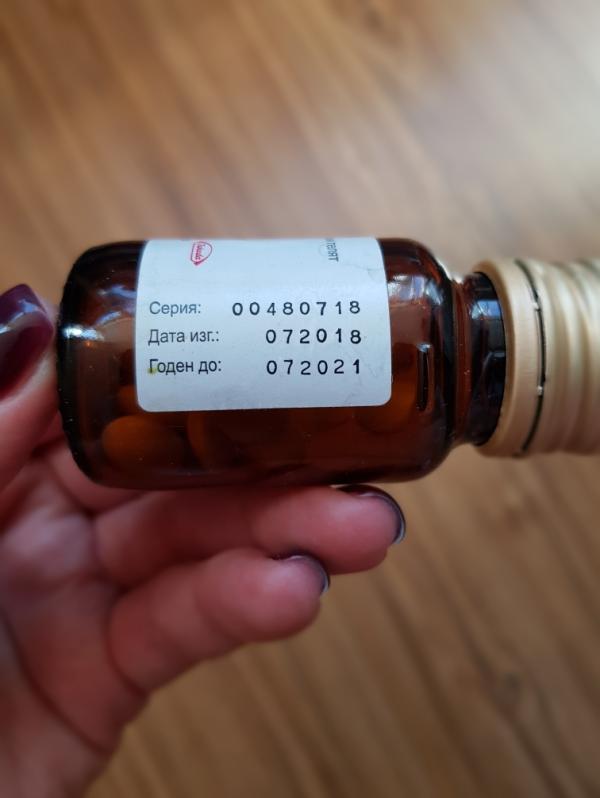 Серия: 00480718
Дата изг.: 072018
Годен до: 072021